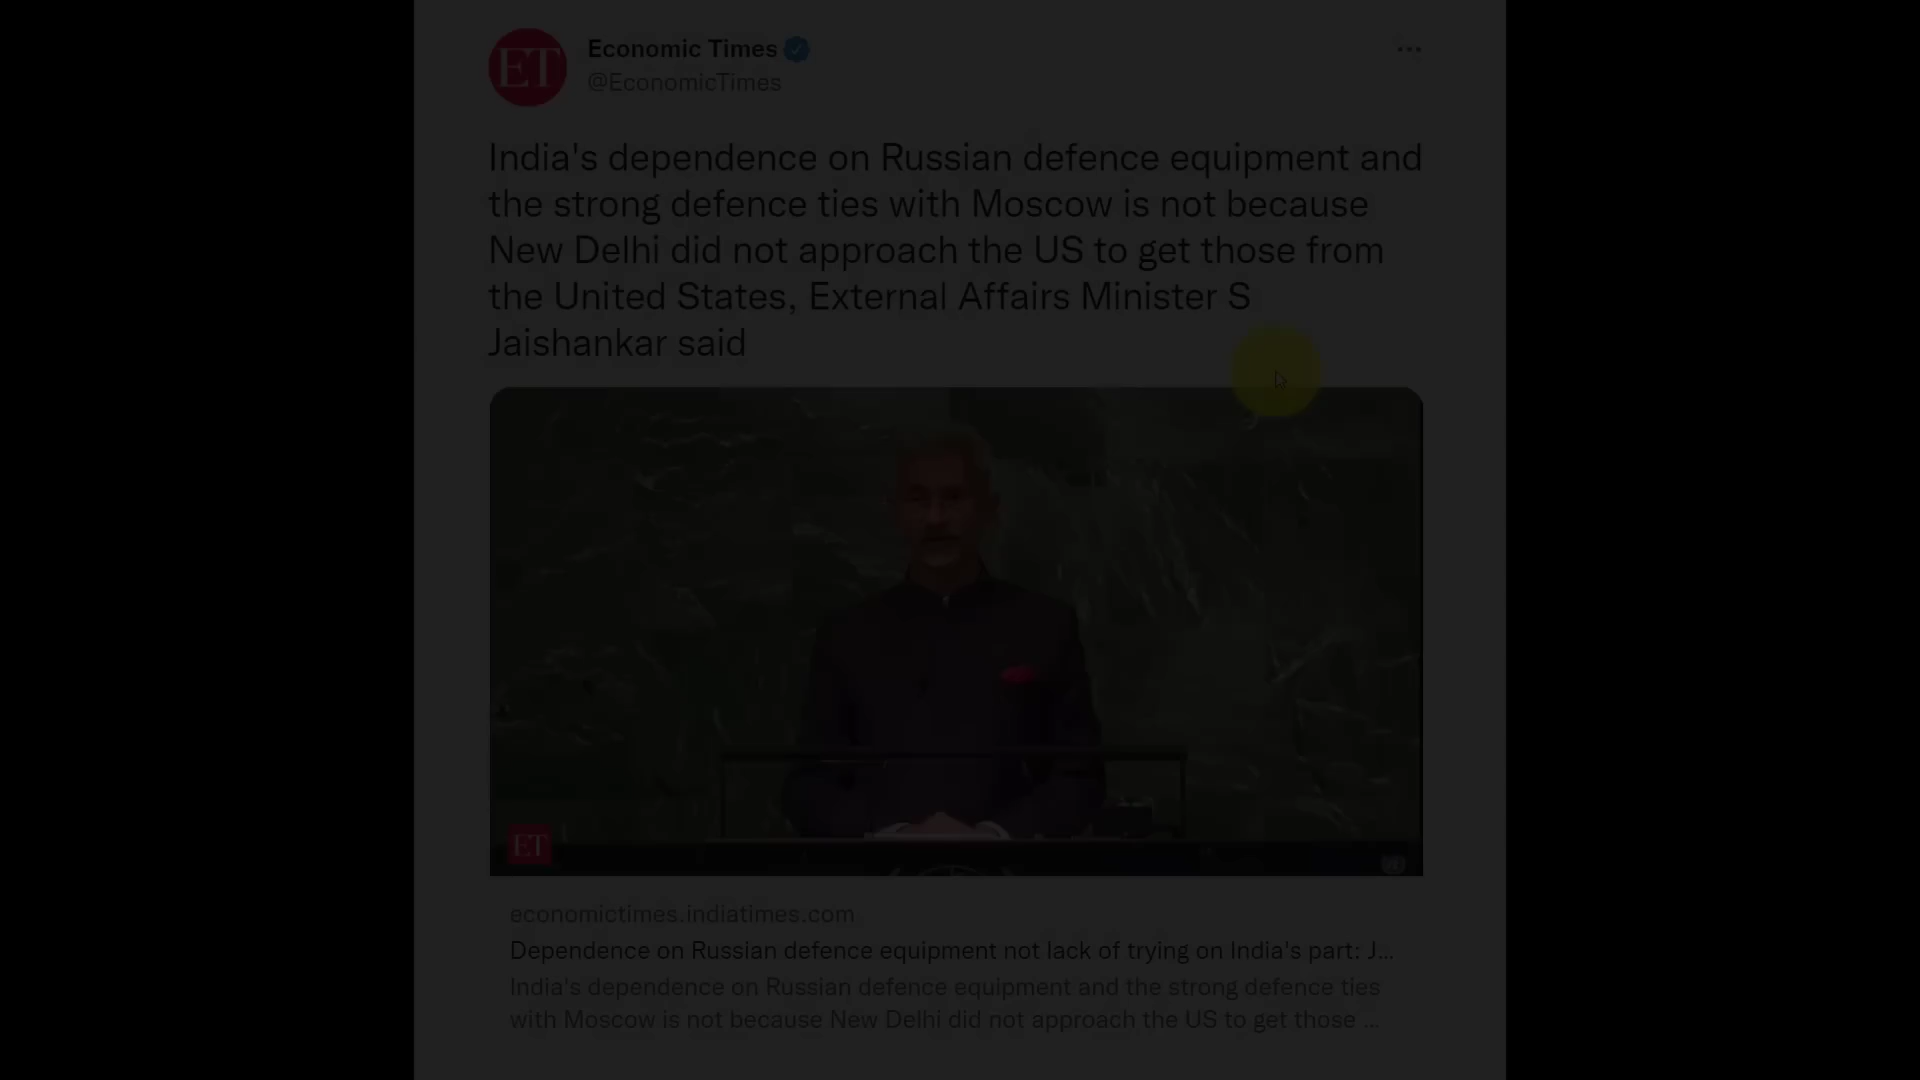 ET
Economic Times
@EconomicTimes
India's dependence on Russian defence equipment and
the strong defence ties with Moscow is not because
New Delhi did not approach the US to get those from
the United States, External Affairs Minister S
Jaishankar said
ET
economictimes.indiatimes.com
Dependence on Russian defence equipment not lack of trying on India's part: J...
India's dependence on Russian defence equipment and the strong defence ties
with Moscow is not because New Delhi did not approach the US to get those ...